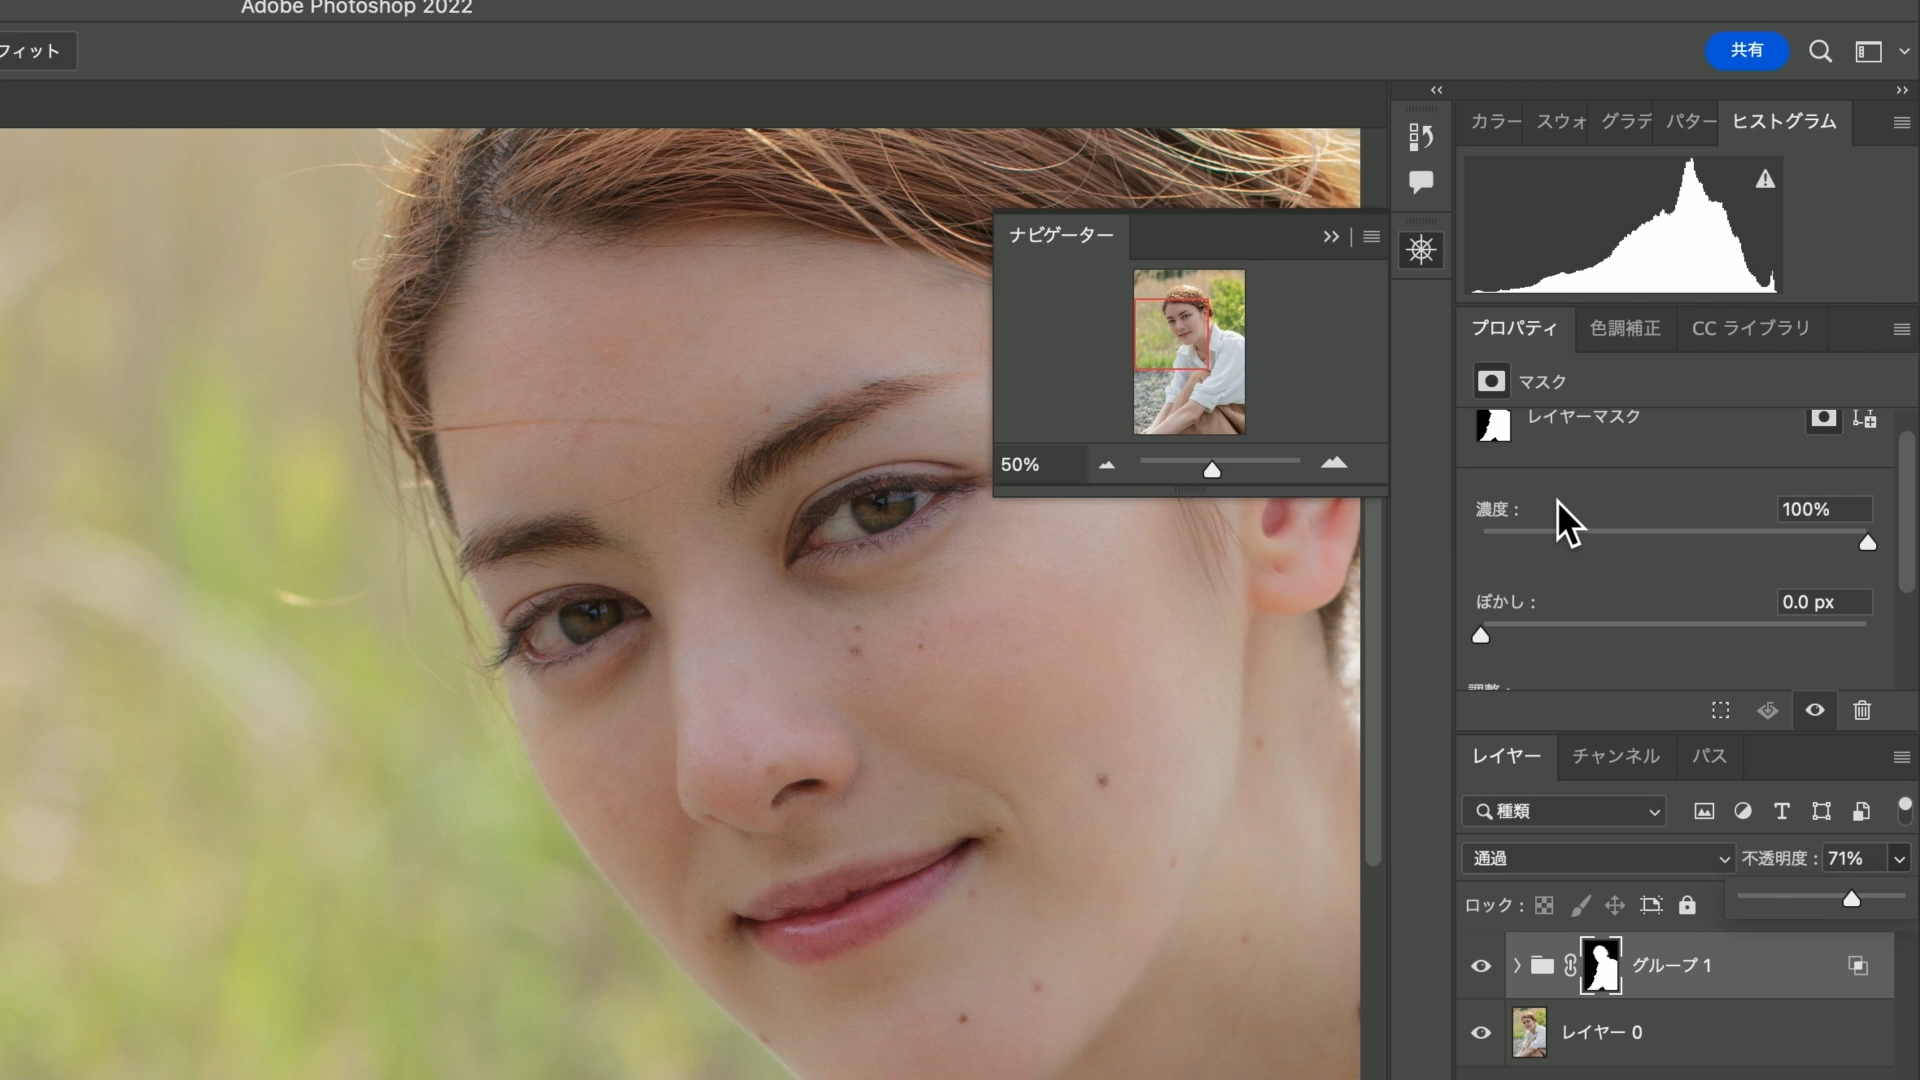 Adobe Photoshop 2022
フィット
共有
カラー スウォ グラデ パター ヒストグラム
ナビゲーター
50%
プロパティ 色調補正 CC ライブラリ
マスク
レイヤーマスク
濃度： 100%
ぼかし： 0.0 px
調整：
レイヤー チャンネル パス
種類
通過 不透明度： 71%
ロック：
グループ 1
レイヤー 0